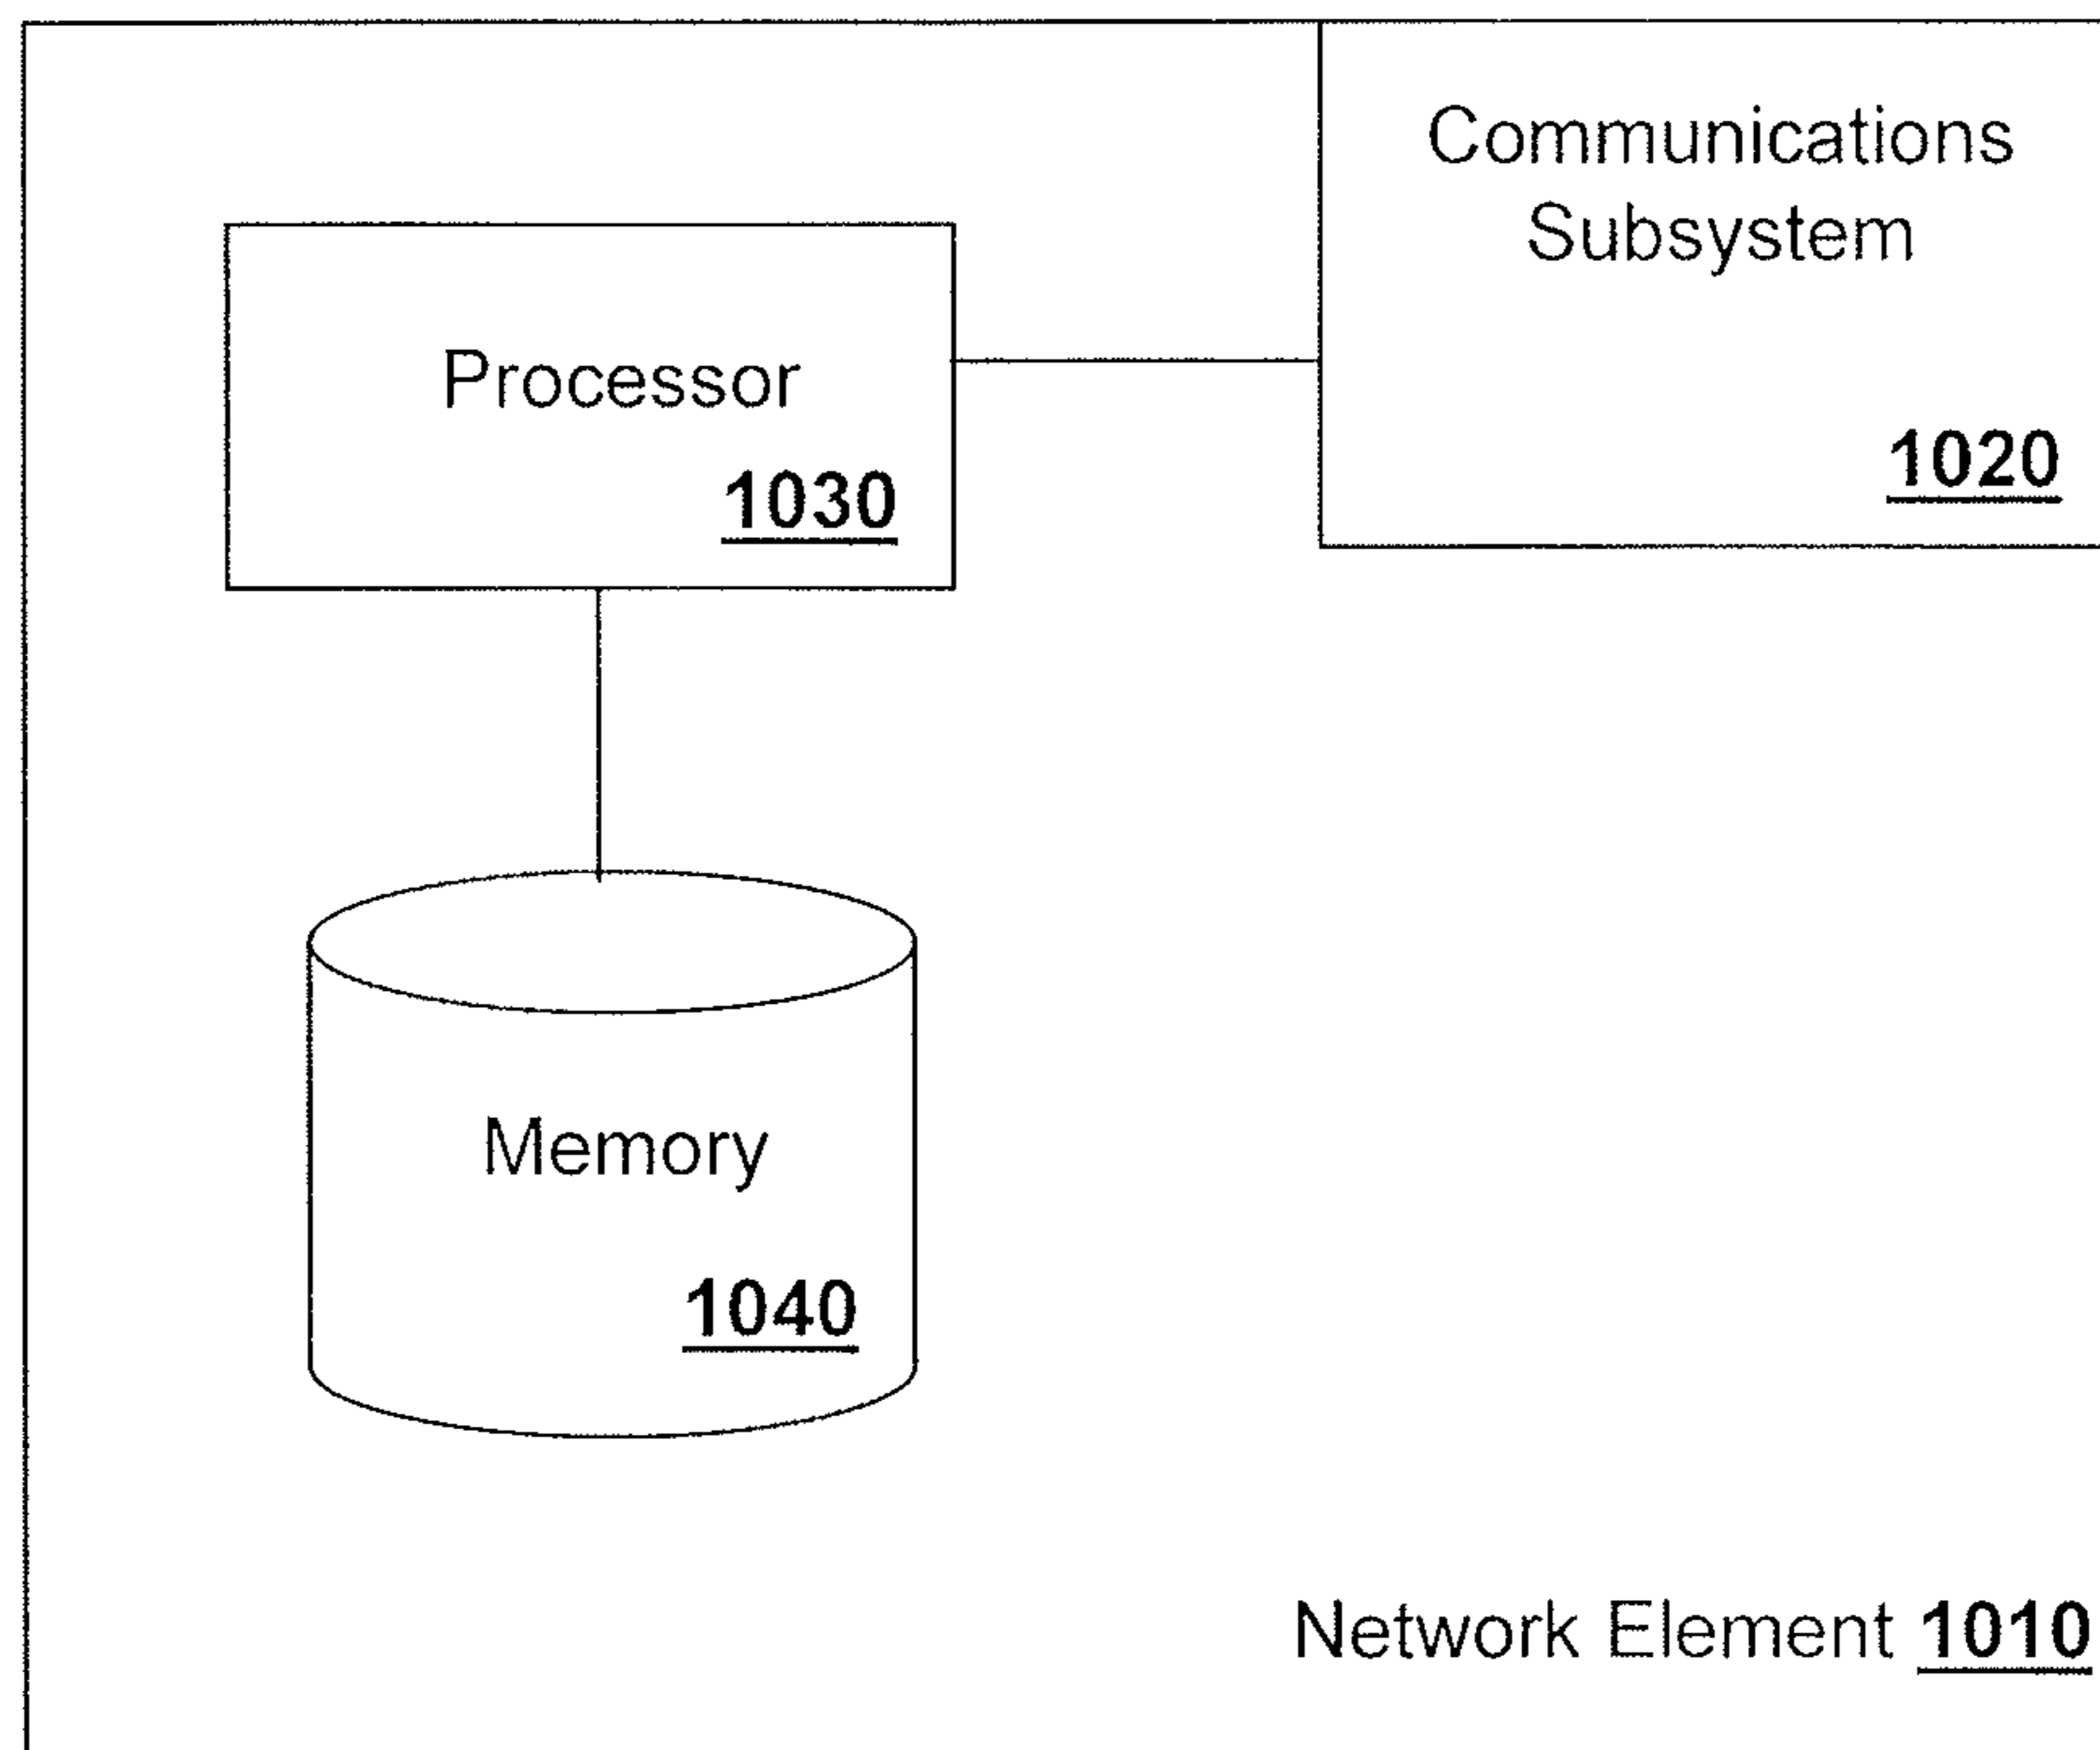 Communications
Subsystem
1020
Processor
1030
Memory
1040
Network Element 1010